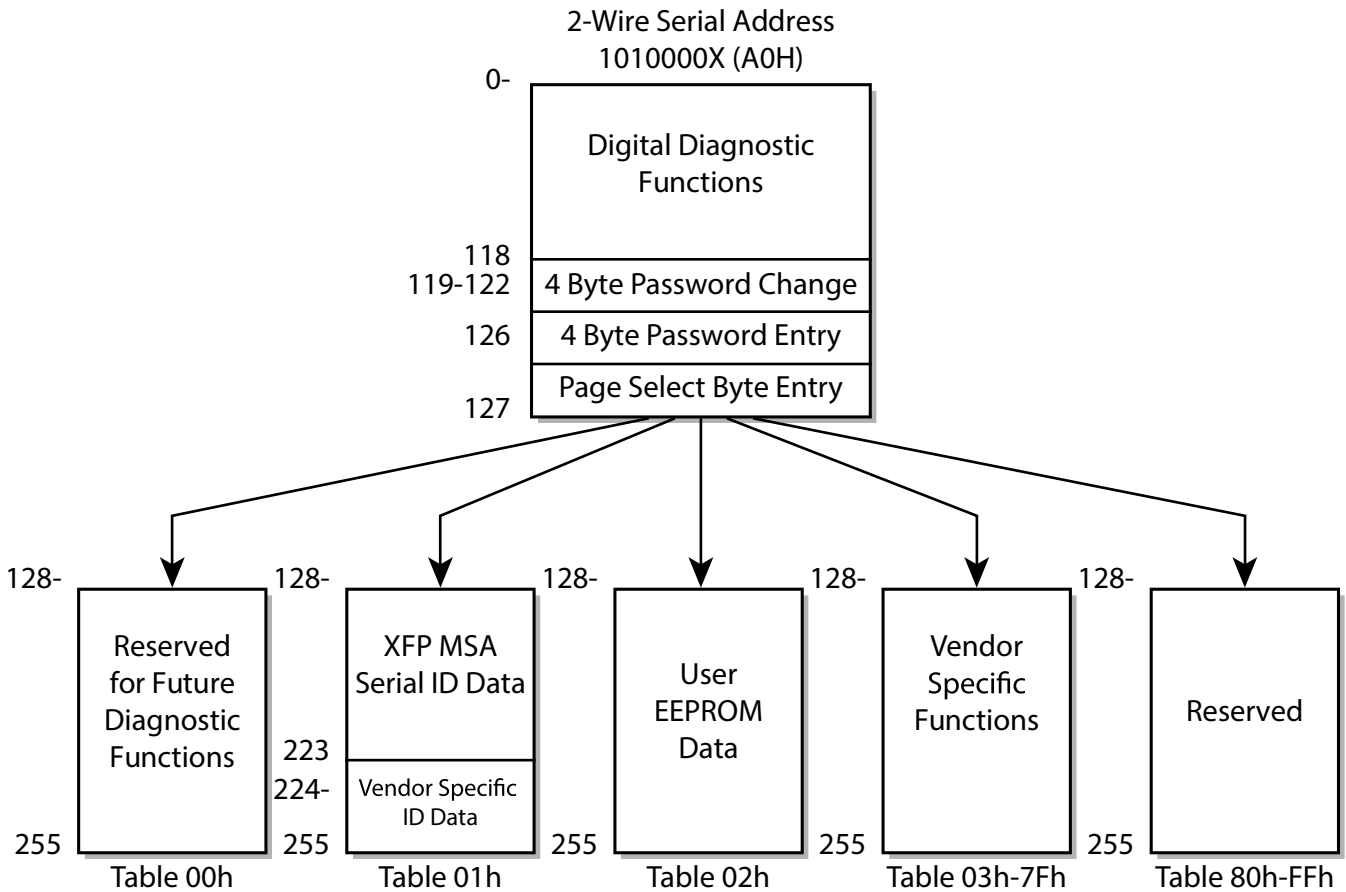 2-Wire Serial Address
1010000X (A0H)
0-
Digital Diagnostic
Functions
118
119-122
4 Byte Password Change
126
4 Byte Password Entry
Page Select Byte Entry
127
128-
Reserved
for Future
Diagnostic
Functions
255
Table 00h
128-
XFP MSA
Serial ID Data
223
224-
Vendor Specific
ID Data
255
Table 01h
128-
User
EEPROM
Data
255
Table 02h
128-
Vendor
Specific
Functions
255
Table 03h-7Fh
128-
Reserved
255
Table 80h-FFh